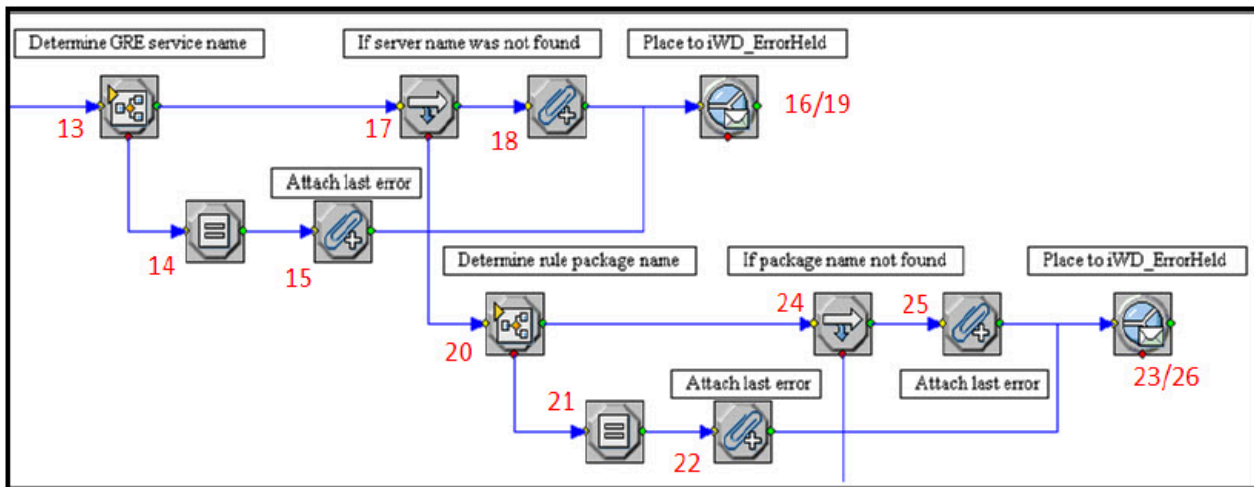 Determine GRE service name
If server name was not found
Place to iWD_ErrorHeld
13
17
18
16/19
Attach last error
14
15
Determine rule package name
If package name not found
Place to iWD_ErrorHeld
24
25
20
23/26
Attach last error
Attach last error
21
22